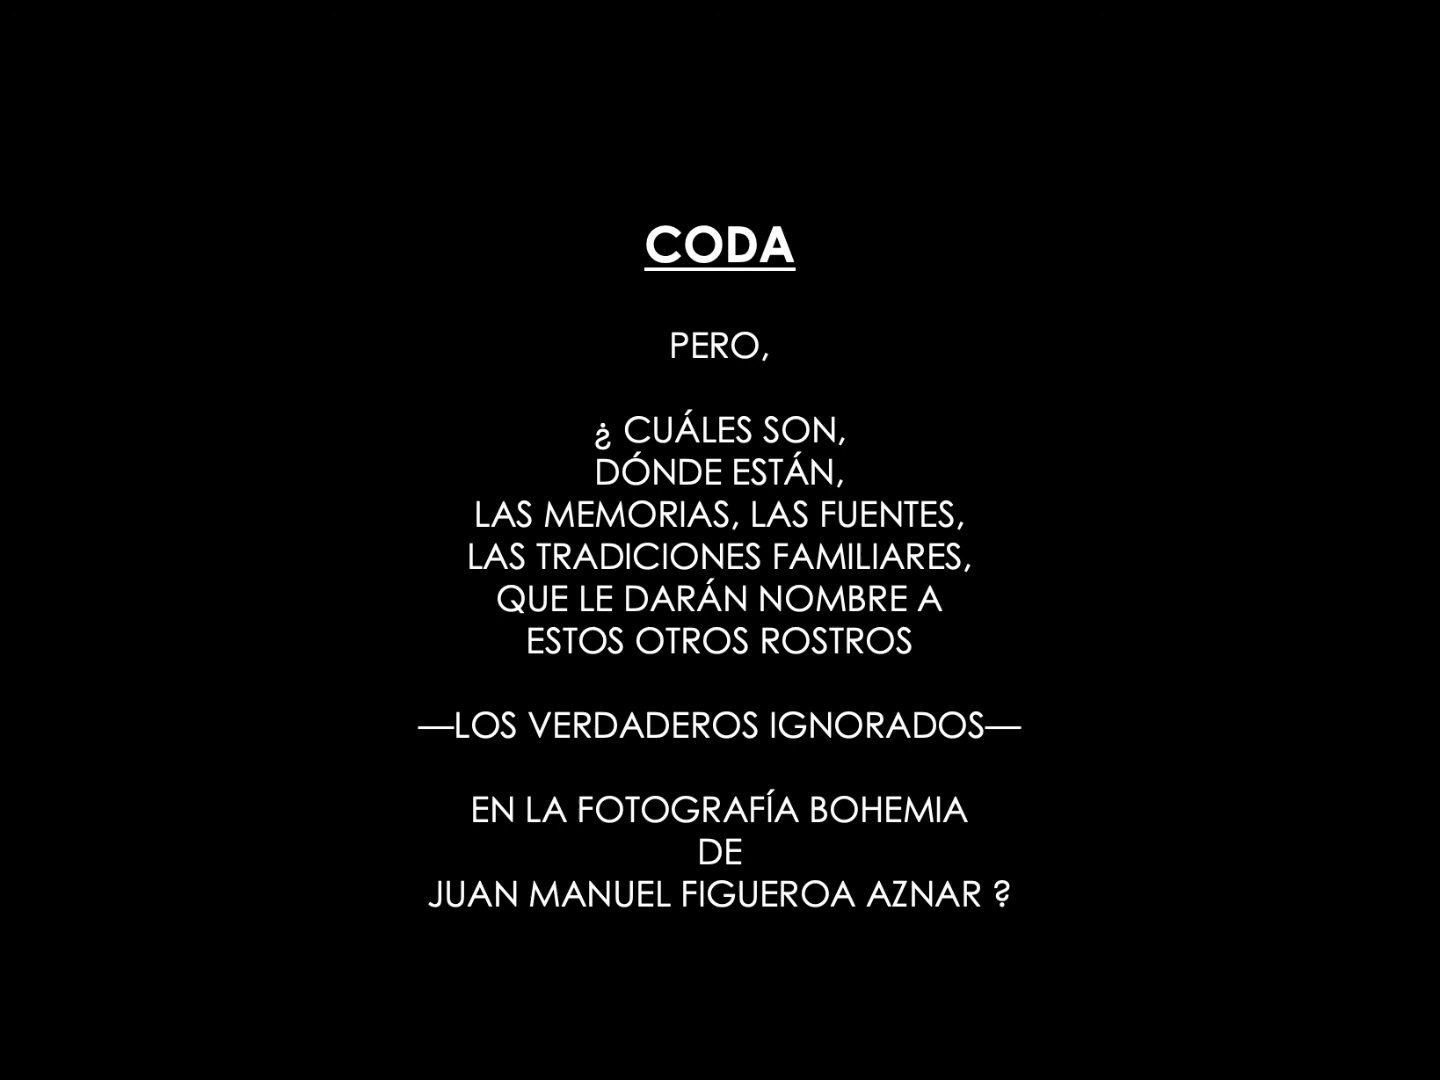 CODA
PERO,
¿ CUÁLES SON,
DÓNDE ESTÁN,
LAS MEMORIAS, LAS FUENTES,
LAS TRADICIONES FAMILIARES,
QUE LE DARÁN NOMBRE A
ESTOS OTROS ROSTROS
—LOS VERDADEROS IGNORADOS—
EN LA FOTOGRAFÍA BOHEMIA
DE
JUAN MANUEL FIGUEROA AZNAR ?